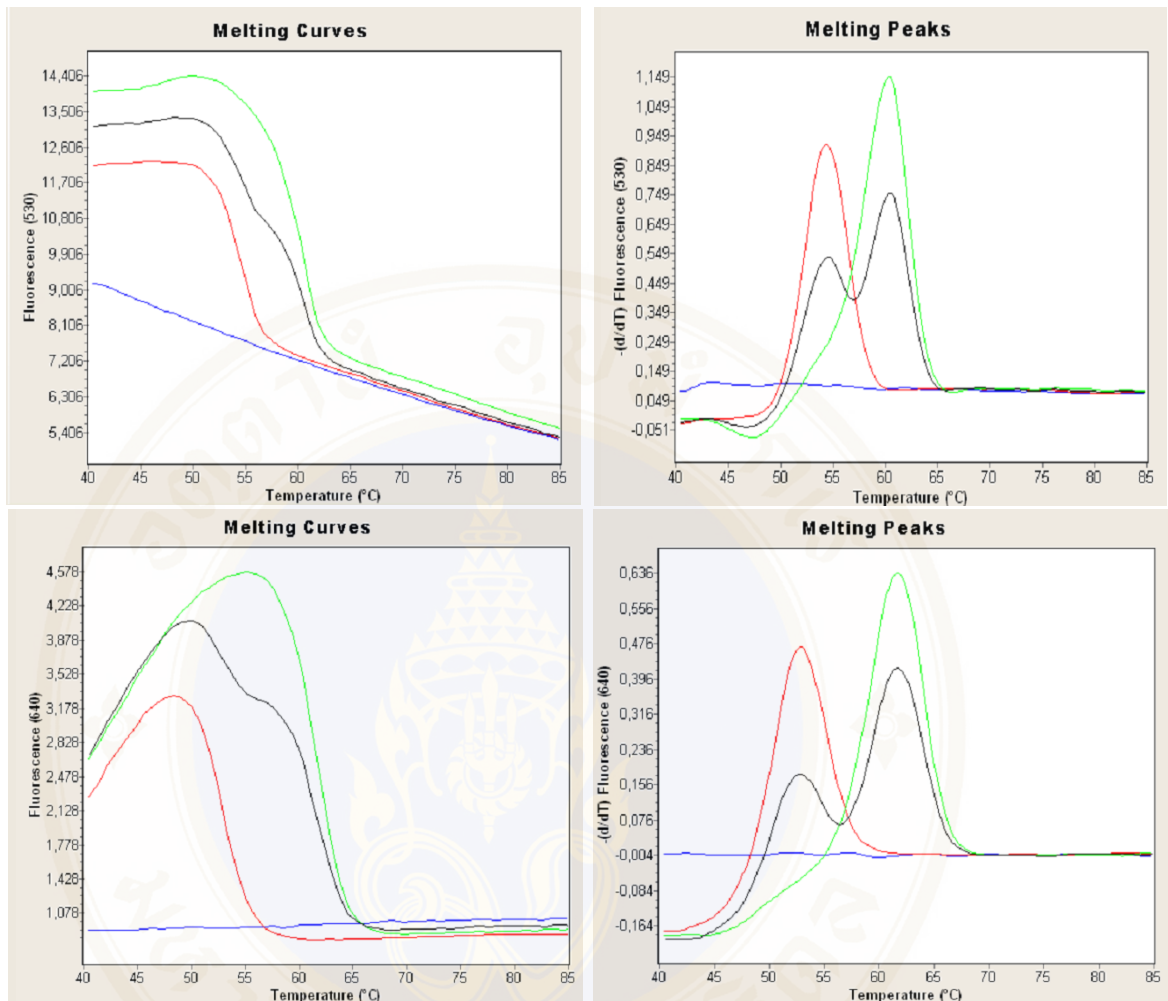 Melting Curves
Fluorescence (530)
14,406
13,506
12,606
11,706
10,806
9,906
9,006
8,106
7,206
6,306
5,406
40 45 50 55 60 65 70 75 80 85
Temperature (°C)
Melting Peaks
-(d/dT) Fluorescence (530)
1,149
1,049
0,949
0,849
0,749
0,649
0,549
0,449
0,349
0,249
0,149
0,049
-0,051
40 45 50 55 60 65 70 75 80 85
Temperature (°C)
Melting Curves
Fluorescence (640)
4,578
4,228
3,878
3,528
3,178
2,828
2,478
2,128
1,778
1,428
1,078
40 45 50 55 60 65 70 75 80 85
Temperature (°C)
Melting Peaks
-(d/dT) Fluorescence (640)
0,636
0,556
0,476
0,396
0,316
0,236
0,156
0,076
-0,004
-0,084
-0,164
40 45 50 55 60 65 70 75 80 85
Temperature (°C)